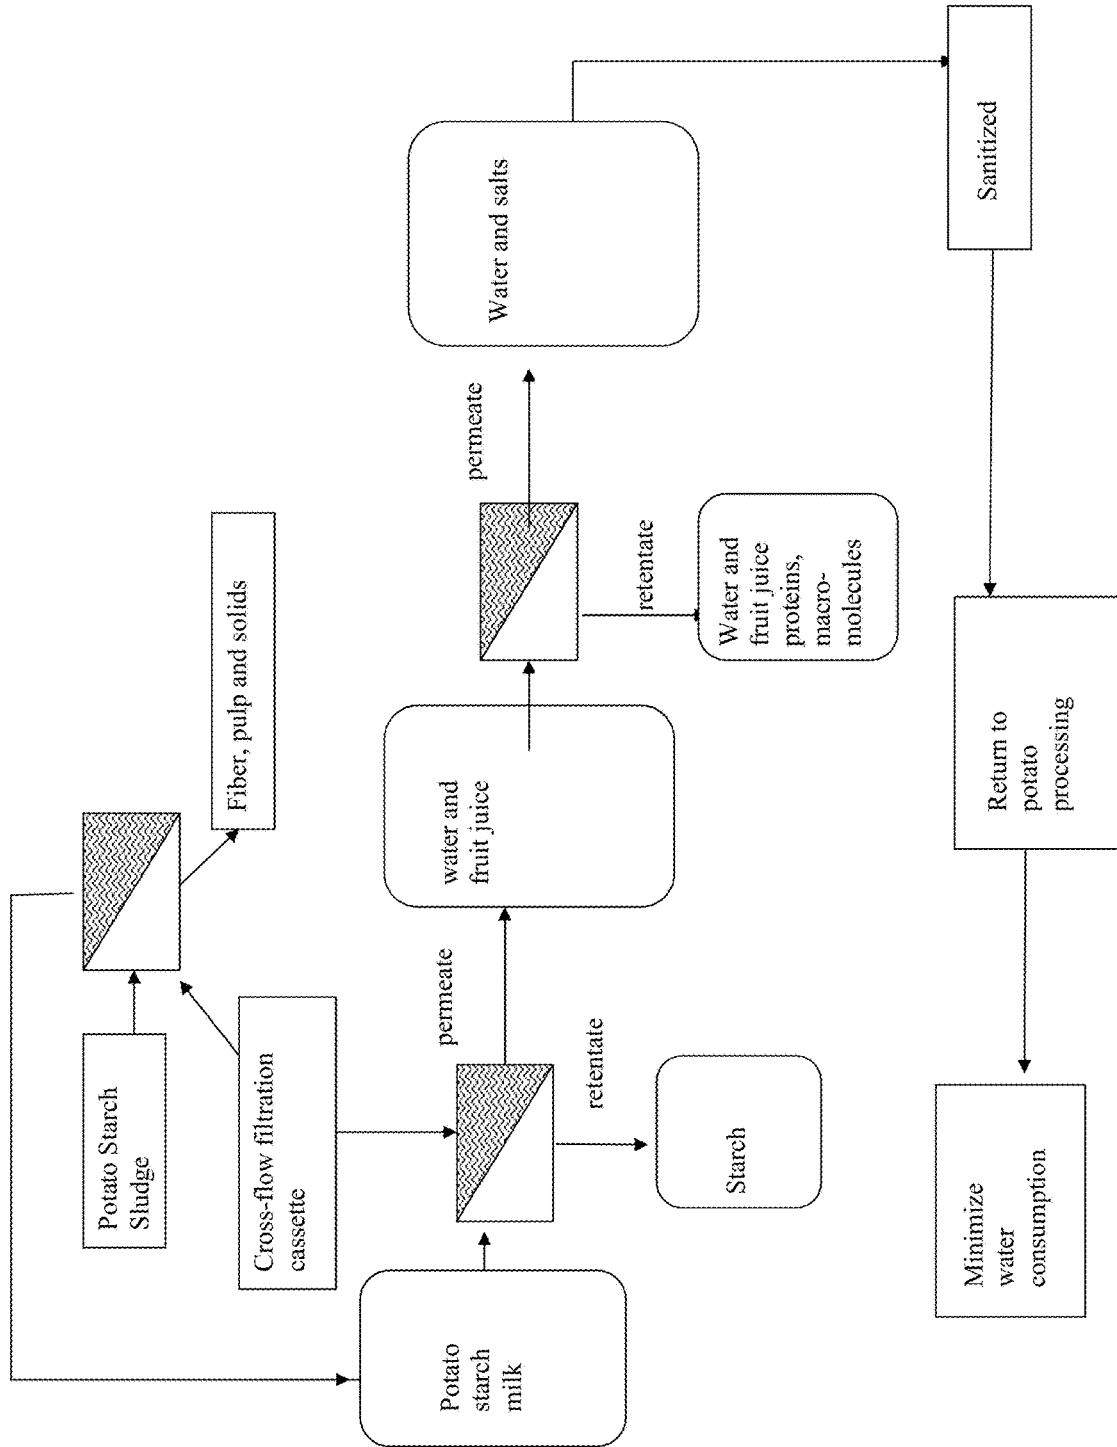 Potato Starch
Sludge
Fiber, pulp and solids
Cross-flow filtration
cassette
Potato
starch
milk
permeate
retentate
Starch
water and
fruit juice
permeate
retentate
Water and
fruit juice
proteins,
macro-
molecules
Water and salts
Sanitized
Return to
potato
processing
Minimize
water
consumption